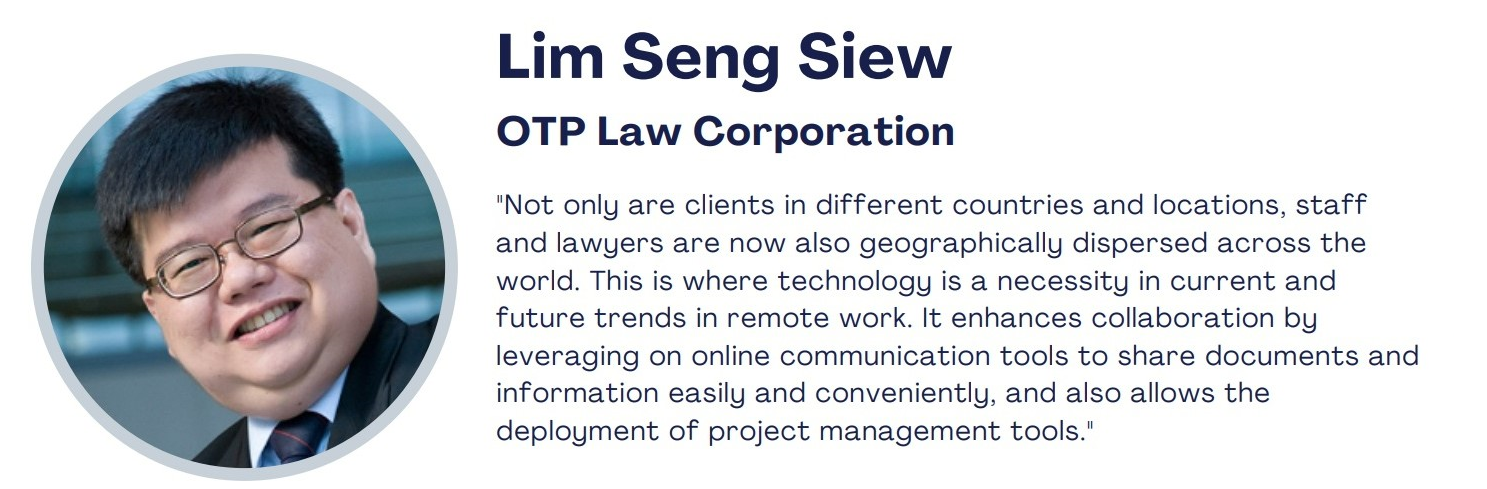 Lim Seng Siew
OTP Law Corporation
"Not only are clients in different countries and locations, staff
and lawyers are now also geographically dispersed across the
world. This is where technology is a necessity in current and
future trends in remote work. It enhances collaboration by
leveraging on online communication tools to share documents and
information easily and conveniently, and also allows the
deployment of project management tools."